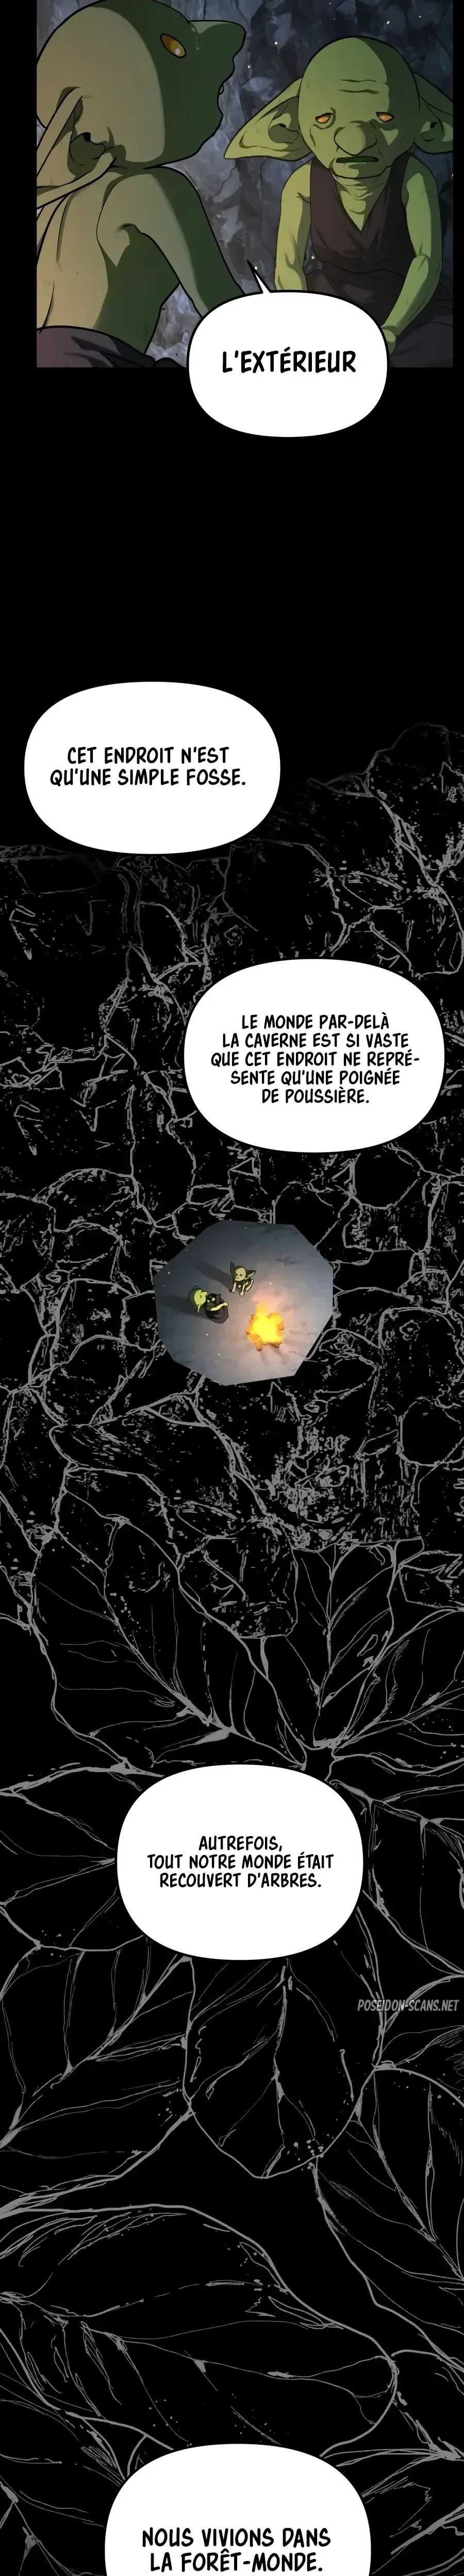 L'EXTÉRIEUR
CET ENDROIT N'EST
QU'UNE SIMPLE FOSSE.
LE MONDE PAR-DELÀ
LA CAVERNE EST SI VASTE
QUE CET ENDROIT NE REPRÉ-
SENTE QU'UNE POIGNÉE
DE POUSSIÈRE.
AUTREFOIS,
TOUT NOTRE MONDE ÉTAIT
RECOUVERT D'ARBRES.
POSEIDON-SCANS.NET
NOUS VIVIONS DANS
LA FORÊT-MONDE.